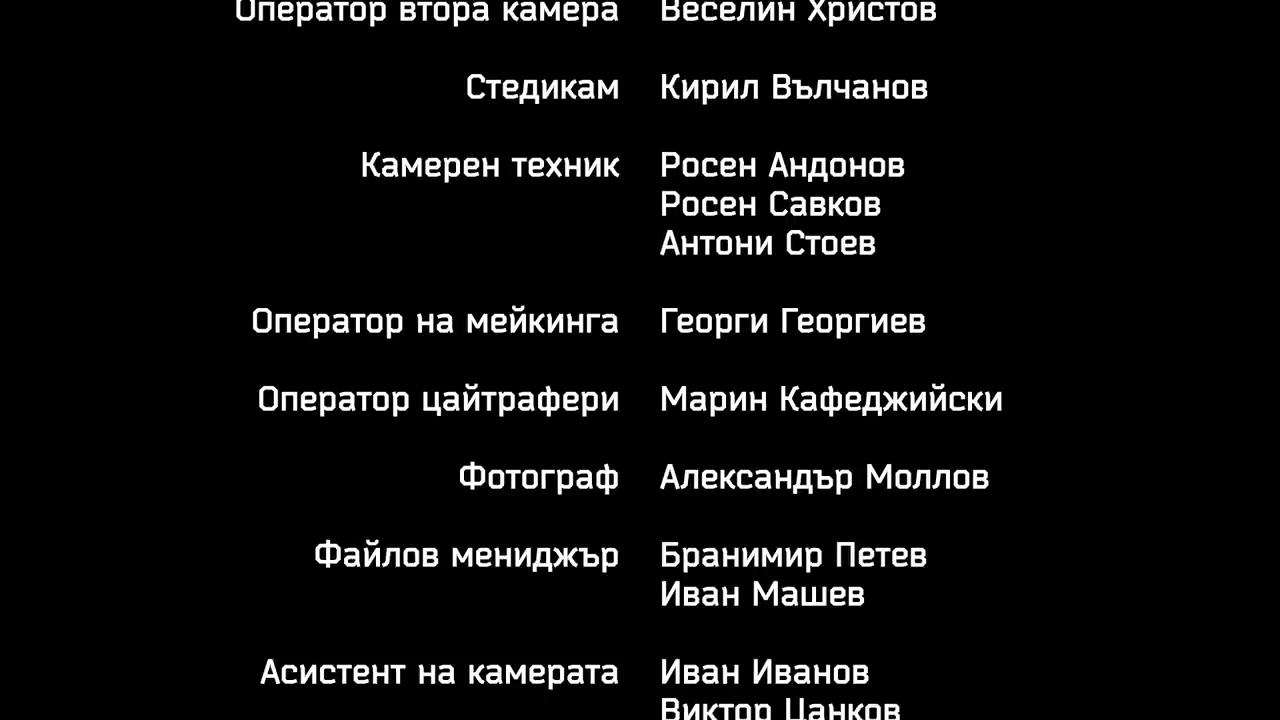 Оператор втора камера Веселин Христов
Стедикам Кирил Вълчанов
Камерен техник Росен Андонов
Росен Савков
Антони Стоев
Оператор на мейкинга Георги Георгиев
Оператор цайтрафери Марин Кафеджийски
Фотограф Александър Моллов
Файлов мениджър Бранимир Петев
Иван Машев
Асистент на камерата Иван Иванов
Виктор Цанков